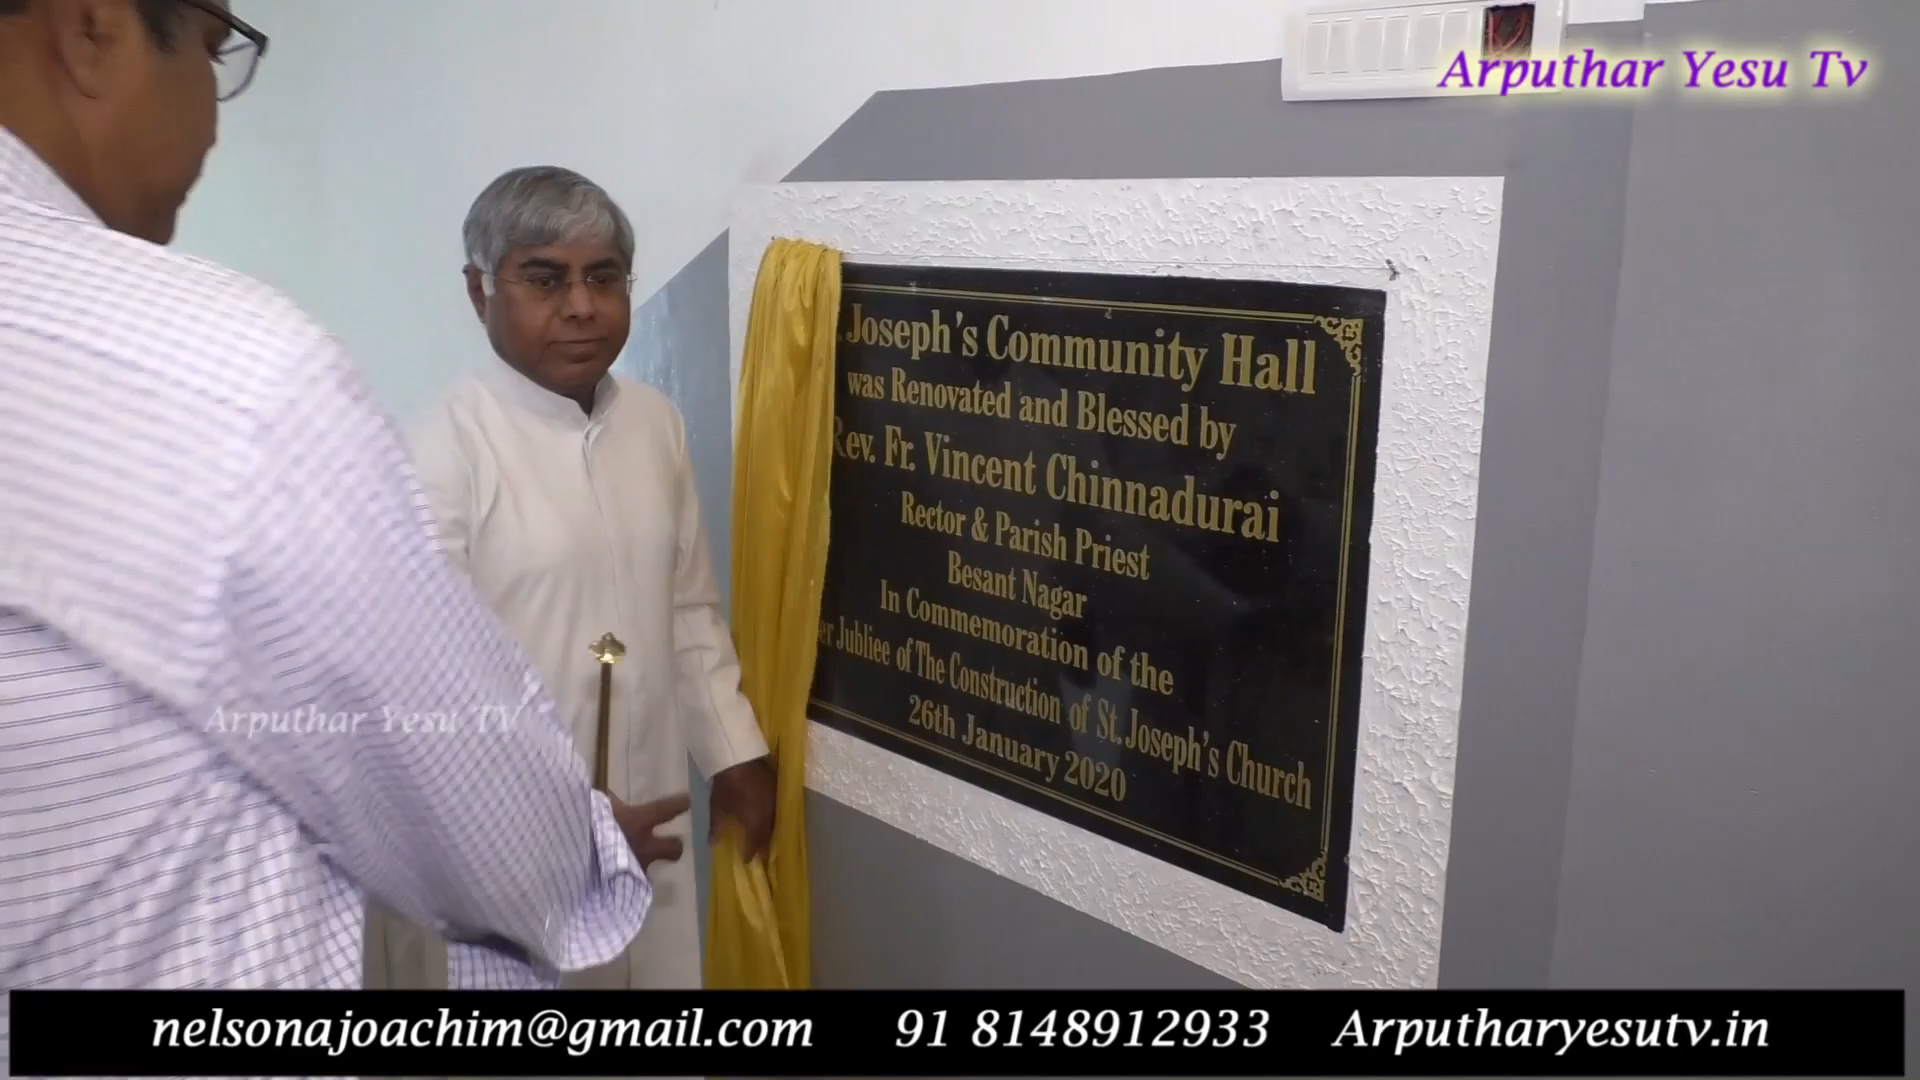 Arputhar Yesu Tv
Joseph's Community Hall
was Renovated and Blessed by
Rev. Fr. Vincent Chinnadurai
Rector & Parish Priest
Besant Nagar
In Commemoration of the
er Jubliee of The Construction of St. Joseph's Church
26th January 2020
Arputhar Yesu TV
nelsonajoachim@gmail.com 91 8148912933 Arputharyesutv.in